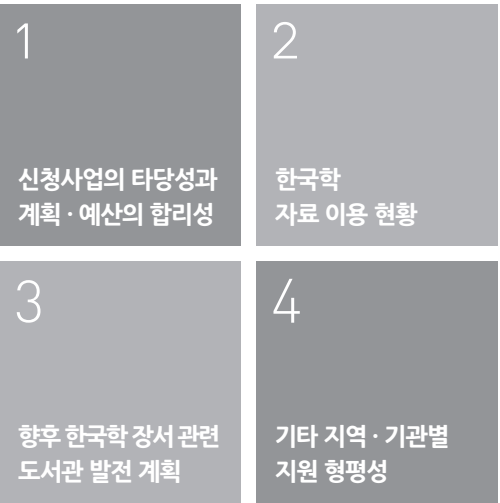 1
신청사업의 타당성과
계획 · 예산의 합리성
2
한국학
자료 이용 현황
3
향후 한국학 장서 관련
도서관 발전 계획
4
기타 지역 · 기관별
지원 형평성